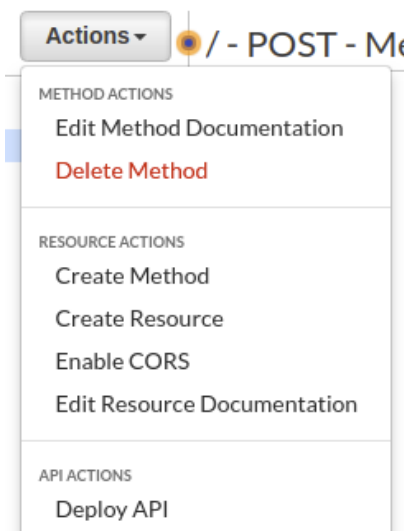 Actions
/ - POST - Me
METHOD ACTIONS
Edit Method Documentation
Delete Method
RESOURCE ACTIONS
Create Method
Create Resource
Enable CORS
Edit Resource Documentation
API ACTIONS
Deploy API